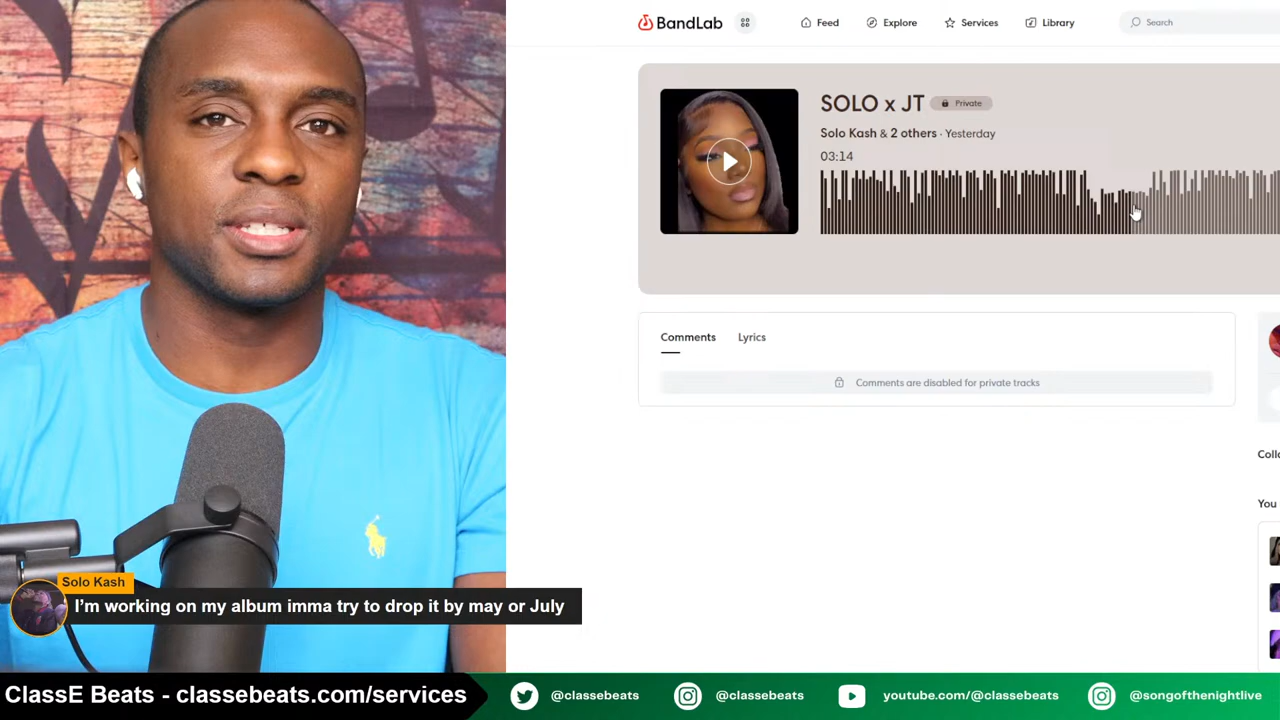 BandLab
Feed
Explore
Services
Library
Search
SOLO x JT
Private
Solo Kash & 2 others · Yesterday
03:14
Comments
Lyrics
Comments are disabled for private tracks
You
Solo Kash
I'm working on my album imma try to drop it by may or July
ClassE Beats - classebeats.com/services
@classebeats
@classebeats
youtube.com/@classebeats
@songofthenightlive